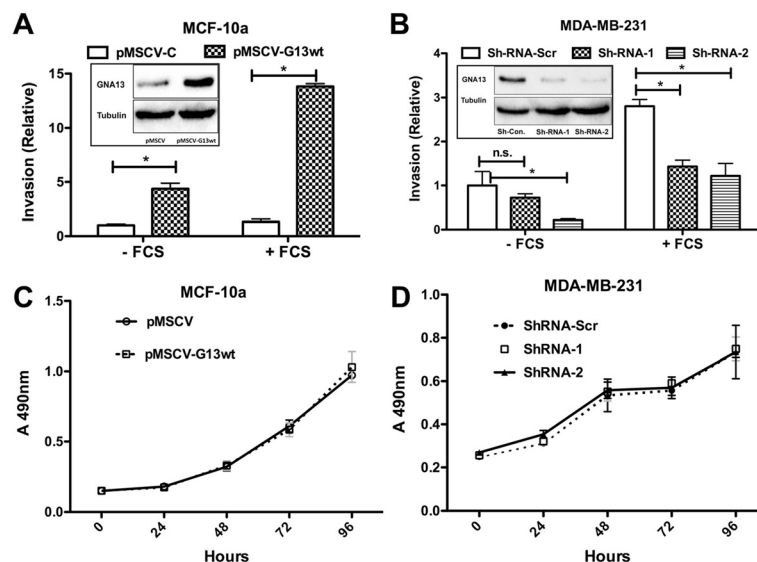 A
MCF-10a
pMSCV-C pMSCV-G13wt
Invasion (Relative)
15
10
5
0
GNA13
Tubulin
pMSCV pMSCV-G13wt
*
*
- FCS + FCS
B
MDA-MB-231
Sh-RNA-Scr Sh-RNA-1 Sh-RNA-2
Invasion (Relative)
4
3
2
1
0
GNA13
Tubulin
Sh-Con. Sh-RNA-1 Sh-RNA-2
n.s.
*
*
*
- FCS + FCS
C
MCF-10a
pMSCV
pMSCV-G13wt
A 490nm
1.5
1.0
0.5
0.0
0 24 48 72 96
Hours
D
MDA-MB-231
ShRNA-Scr
ShRNA-1
ShRNA-2
A 490nm
1.0
0.8
0.6
0.4
0.2
0.0
0 24 48 72 96
Hours